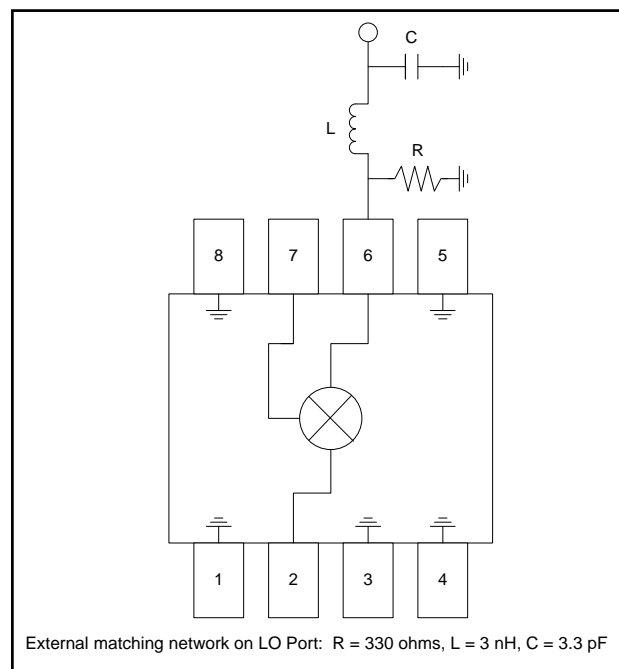 C
L
R
8 7 6 5
1 2 3 4
External matching network on LO Port: R = 330 ohms, L = 3 nH, C = 3.3 pF